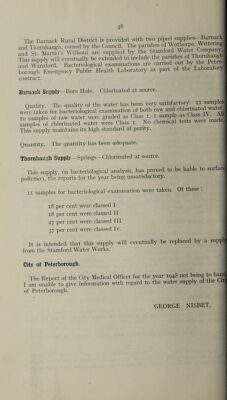 48
The Barnack Rural District is provided with two piped supplies—Barnack
and Thornhaugh, owned by the Council. The parishes of Wothorpe, Wittering
and St. Martin's Without are supplied by the Stamford Water Company.
This supply will eventually be extended to include the parishes of Thornhaugh
and Wansford. Bacteriological examinations are carried out by the Peter-
borough Emergency Public Health Laboratory as part of the Laboratory
contract.
Barnack Supply—Bore Hole. Chlorinated at source.
Quality. The quality of the water has been very satisfactory. 11 samples
were taken for bacteriological examination of both raw and chlorinated water.
10 samples of raw water were graded as Class 1, 1 sample as Class IV. All
samples of chlorinated water were Class 1. No chemical tests were made.
This supply maintains its high standard of purity.
Quantity. The quantity has been adequate.
Thornhaugh Supply—Springs—Chlorinated at source.
This supply, on bacteriological analysis, has proved to be liable to surface
pollution, the reports for the year being unsatisfactory.
11 samples for bacteriological examination were taken. Of these :
18 per cent were classed I
18 per cent were classed II
27 per cent were classed III
37 per cent were classed Iv.
It is intended that this supply will eventually be replaced by a supply
from the Stamford Water Works.
City of Peterborough.
The Report of the City Medical Officer for the year 1948 not being to hand,
I am unable to give information with regard to the water supply of the City
of Peterborough.
GEORGE NISBET.